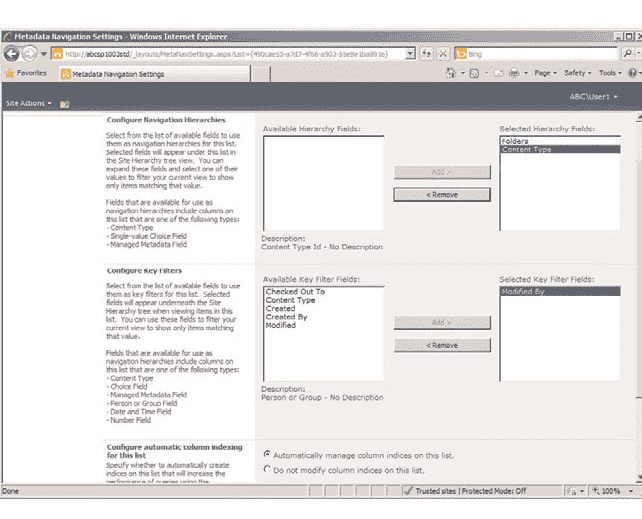 Metadata Navigation Settings - Windows Internet Explorer
Bing
Favorites
Metadata Navigation Settings
Page
Safety
Tools
Site Actions
ABC\User1
Configure Navigation Hierarchies
Select from the list of available fields to use
them as navigation hierarchies for this list.
Selected fields will appear under this list in
the Site Hierarchy tree view. You can
expand these fields and select one of their
values to filter your current view to show
only items matching that value.
Fields that are available for use as
navigation hierarchies include columns on
this list that are one of the following types:
- Content Type
- Single-value Choice Field
- Managed Metadata Field
Available Hierarchy Fields:
Add >
< Remove
Selected Hierarchy Fields:
Folders
Content Type
Description:
Content Type Id - No Description
Configure Key Filters
Select from the list of available fields to use
them as key filters for this list. Selected
fields will appear underneath the Site
Hierarchy tree when viewing items in this
list. You can use these fields to filter your
current view to show only items matching
that value.
Fields that are available for use as
navigation hierarchies include columns on
this list that are one of the following types:
- Content Type
- Choice Field
- Managed Metadata Field
- Person or Group Field
- Date and Time Field
- Number Field
Available Key Filter Fields:
Checked Out To
Content Type
Created
Created By
Modified
Add >
< Remove
Selected Key Filter Fields:
Modified By
Description:
Person or Group - No Description
Configure automatic column indexing
for this list
Specify whether to automatically create
indices on this list that will increase the
performance of queries using the
Automatically manage column indices on this list.
Do not modify column indices on this list.
Done
Trusted sites | Protected Mode: Off
100%